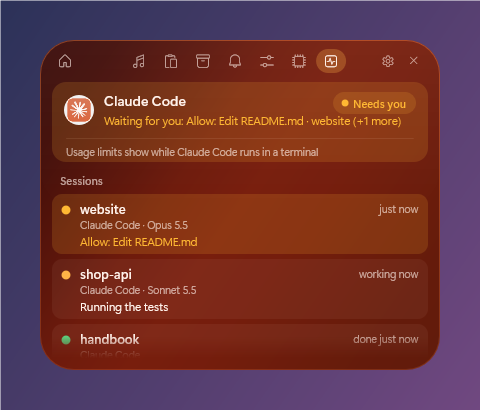 Claude Code
Needs you
Waiting for you: Allow: Edit README.md · website (+1 more)
Usage limits show while Claude Code runs in a terminal
Sessions
website
just now
Claude Code · Opus 5.5
Allow: Edit README.md
shop-api
working now
Claude Code · Sonnet 5.5
Running the tests
handbook
done just now
Claude Code